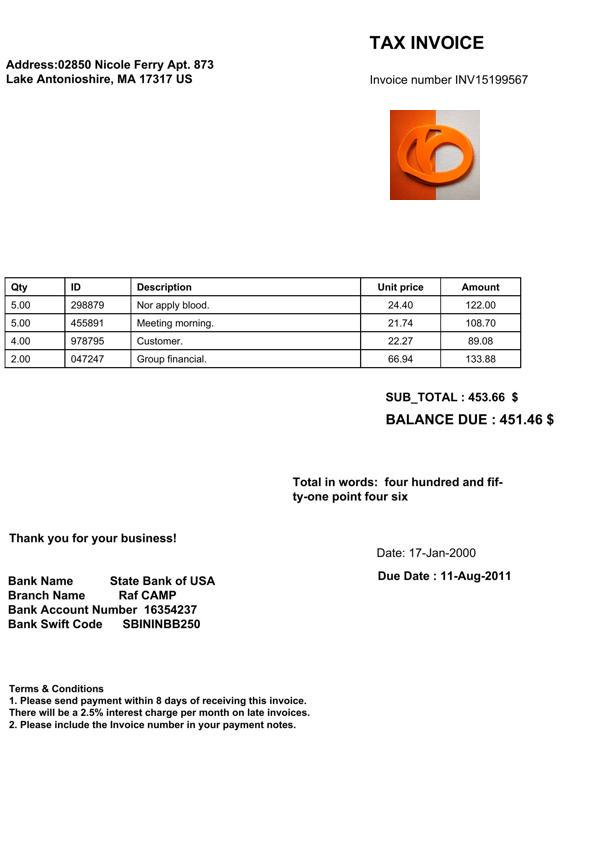 TAX INVOICE
Address:02850 Nicole Ferry Apt. 873
Lake Antonioshire, MA 17317 US
Invoice number INV15199567
Qty ID Description Unit price Amount
5.00 298879 Nor apply blood. 24.40 122.00
5.00 455891 Meeting morning. 21.74 108.70
4.00 978795 Customer. 22.27 89.08
2.00 047247 Group financial. 66.94 133.88
SUB_TOTAL : 453.66 $
BALANCE DUE : 451.46 $
Total in words: four hundred and fif-
ty-one point four six
Thank you for your business!
Date: 17-Jan-2000
Due Date : 11-Aug-2011
Bank Name State Bank of USA
Branch Name Raf CAMP
Bank Account Number 16354237
Bank Swift Code SBININBB250
Terms & Conditions
1. Please send payment within 8 days of receiving this invoice.
There will be a 2.5% interest charge per month on late invoices.
2. Please include the Invoice number in your payment notes.